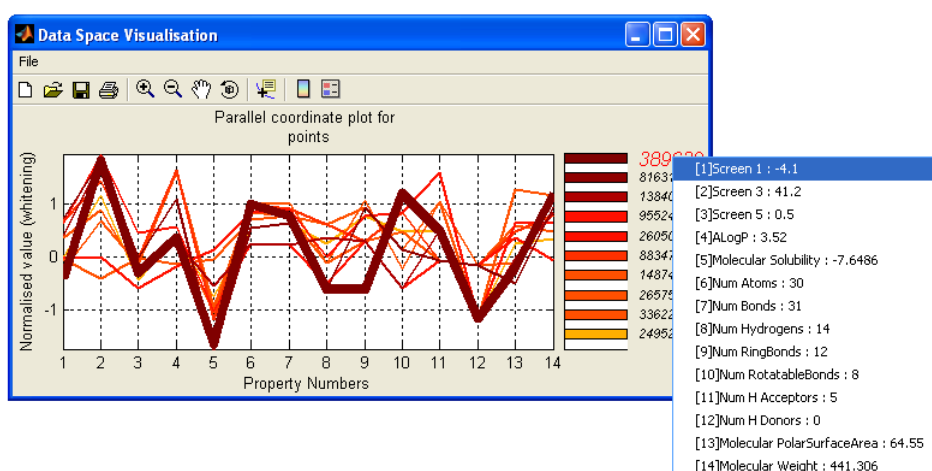 Data Space Visualisation
File
Parallel coordinate plot for
points
Normalised value (whitening)
1
0
-1
1 2 3 4 5 6 7 8 9 10 11 12 13 14
Property Numbers
[1]Screen 1 : -4.1
[2]Screen 3 : 41.2
[3]Screen 5 : 0.5
[4]ALogP : 3.52
[5]Molecular Solubility : -7.6486
[6]Num Atoms : 30
[7]Num Bonds : 31
[8]Num Hydrogens : 14
[9]Num RingBonds : 12
[10]Num RotatableBonds : 8
[11]Num H Acceptors : 5
[12]Num H Donors : 0
[13]Molecular PolarSurfaceArea : 64.55
[14]Molecular Weight : 441.306